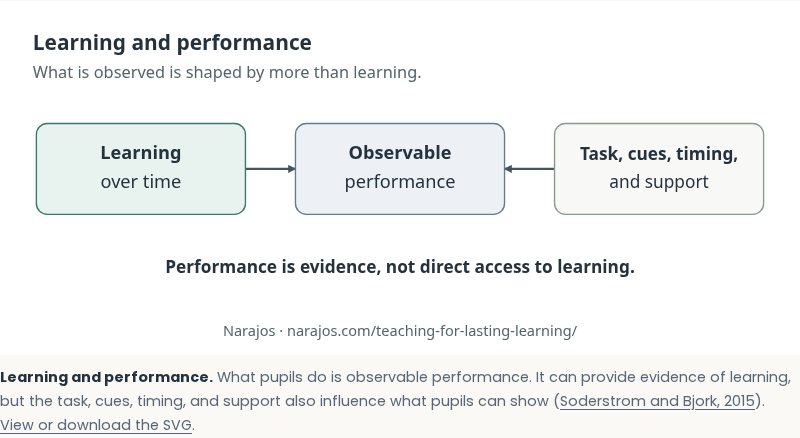 Learning and performance
What is observed is shaped by more than learning.
Learning
over time
Observable
performance
Task, cues, timing,
and support
Performance is evidence, not direct access to learning.
Narajos · narajos.com/teaching-for-lasting-learning/
Learning and performance. What pupils do is observable performance. It can provide evidence of learning,
but the task, cues, timing, and support also influence what pupils can show (Soderstrom and Bjork, 2015).
View or download the SVG.